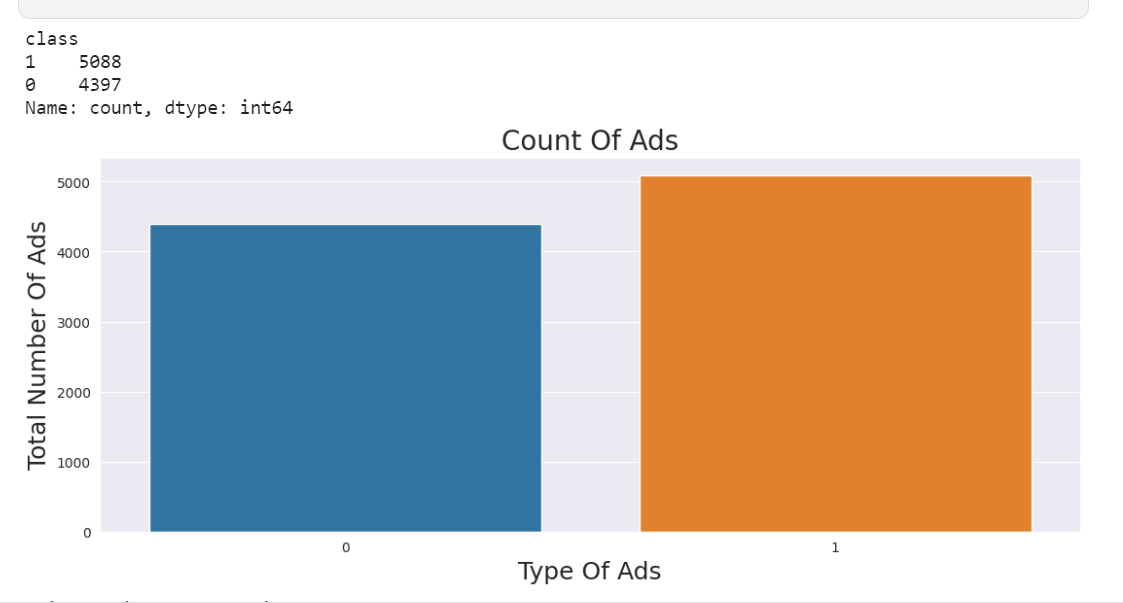 class
1    5088
0    4397
Name: count, dtype: int64
Count Of Ads
Total Number Of Ads
5000
4000
3000
2000
1000
0
0
1
Type Of Ads